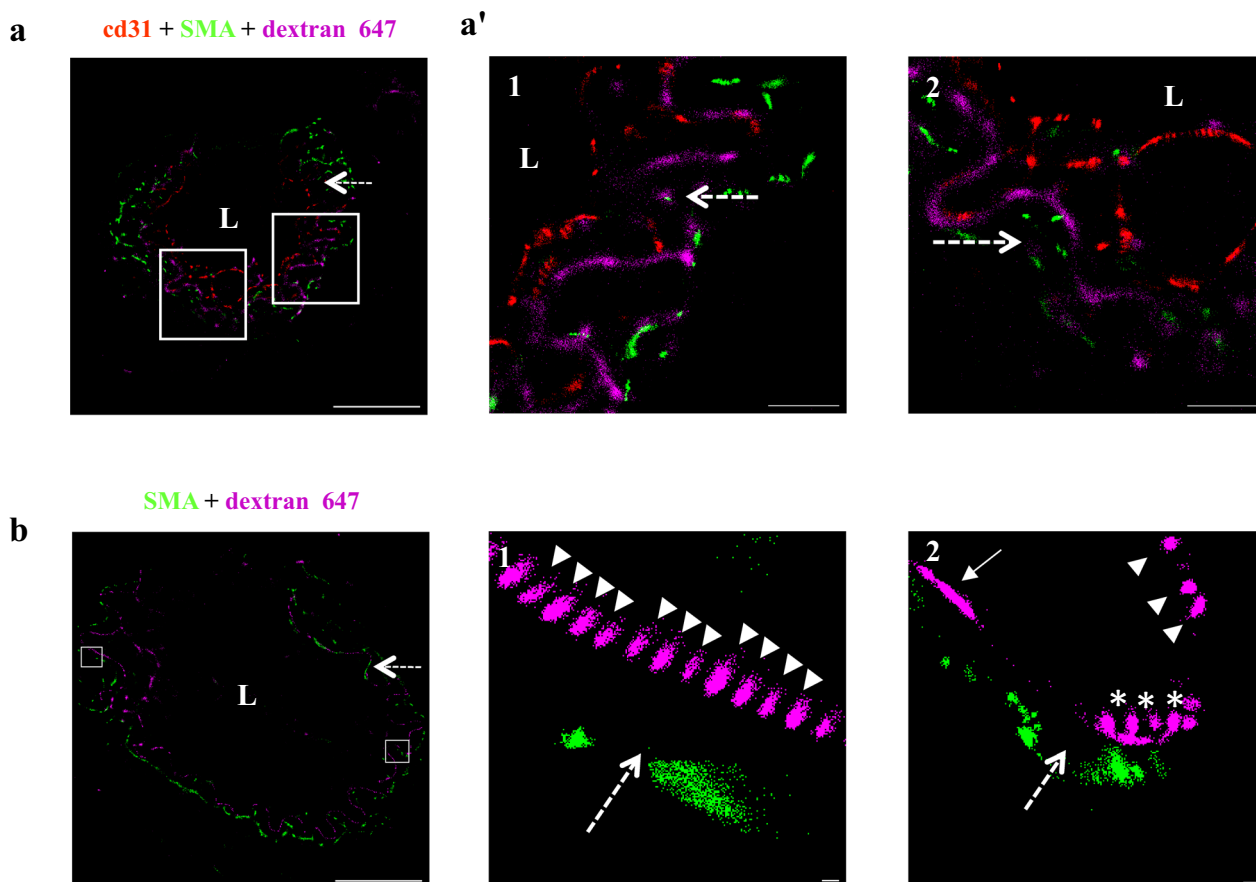 a cd31 + SMA + dextran 647 a'
L
1
L
2
L
SMA + dextran 647
b
L
1
2
* * *